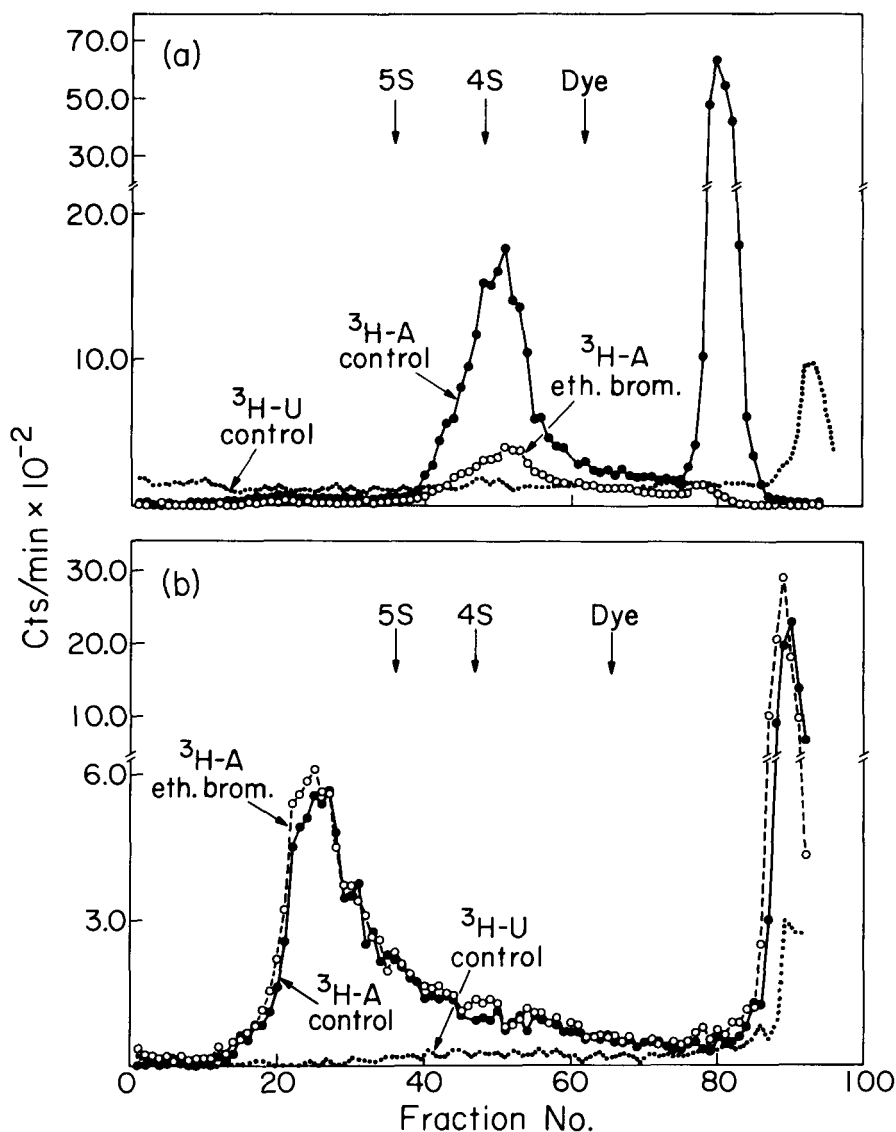 (a)
70.0
50.0
30.0
20.0
10.0
5S
4S
Dye
³H-A
control
³H-A
eth. brom.
³H-U
control
Cts/min × 10⁻²
(b)
30.0
20.0
10.0
6.0
3.0
5S
4S
Dye
³H-A
eth. brom.
³H-A
control
³H-U
control
0
20
40
60
80
100
Fraction No.